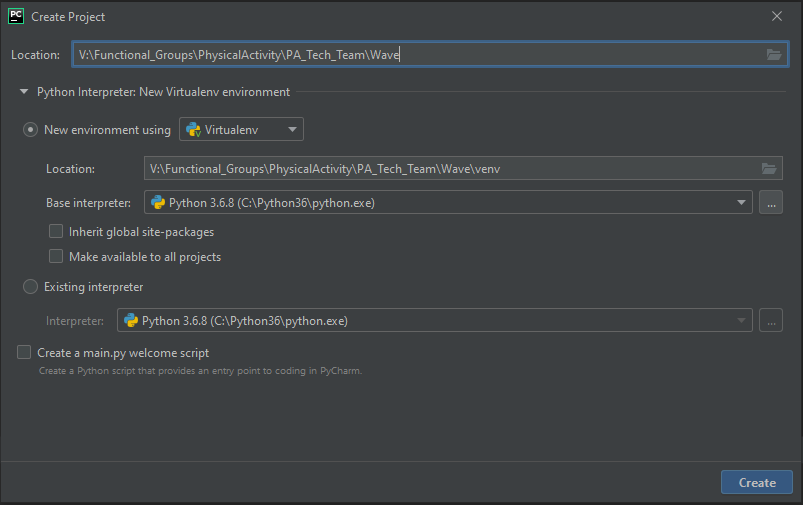 PC Create Project
Location: V:\Functional_Groups\PhysicalActivity\PA_Tech_Team\Wave
Python Interpreter: New Virtualenv environment
New environment using Virtualenv
Location: V:\Functional_Groups\PhysicalActivity\PA_Tech_Team\Wave\venv
Base interpreter: Python 3.6.8 (C:\Python36\python.exe) ...
Inherit global site-packages
Make available to all projects
Existing interpreter
Interpreter: Python 3.6.8 (C:\Python36\python.exe) ...
Create a main.py welcome script
Create a Python script that provides an entry point to coding in PyCharm.
Create